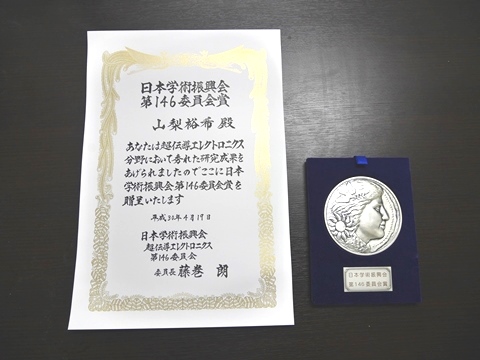 日本学術振興会
第146委員会賞
山梨裕希殿
あなたは超伝導エレクトロニクス
分野において秀れた研究成果を
あげられましたのでここに日本
学術振興会第146委員会賞を
贈呈いたします
平成30年4月19日
日本学術振興会
超伝導エレクトロニクス
第146委員会
委員長 藤巻 朗
日本学術振興会
第146委員会賞